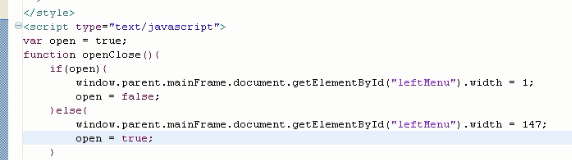 </style>
<script type="text/javascript">
var open = true;
function openClose(){
    if(open){
        window.parent.mainFrame.document.getElementById("leftMenu").width = 1;
        open = false;
    }else{
        window.parent.mainFrame.document.getElementById("leftMenu").width = 147;
        open = true;
    }